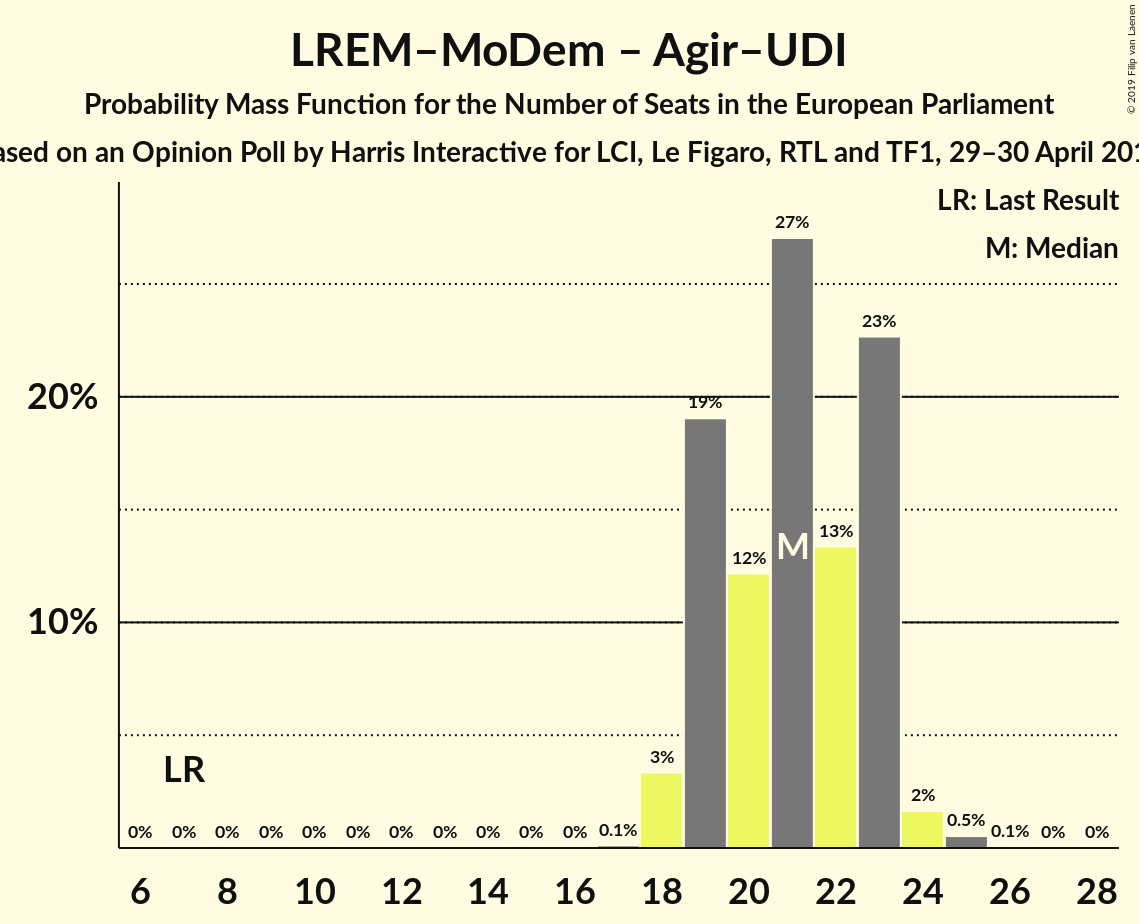 LREM–MoDem – Agir–UDI
Probability Mass Function for the Number of Seats in the European Parliament
on an Opinion Poll by Harris Interactive for LCI, Le Figaro, RTL and TF1, 29–30 April
© 2019 Filip van Laenen
LR: Last Result
M: Median
27%
23%
20%
19%
M
13%
12%
10%
3%
LR
2%
0% 0% 0% 0% 0% 0% 0% 0% 0% 0% 0% 0.1% 0.5% 0.1% 0% 0%
6 8 10 12 14 16 18 20 22 24 26 28